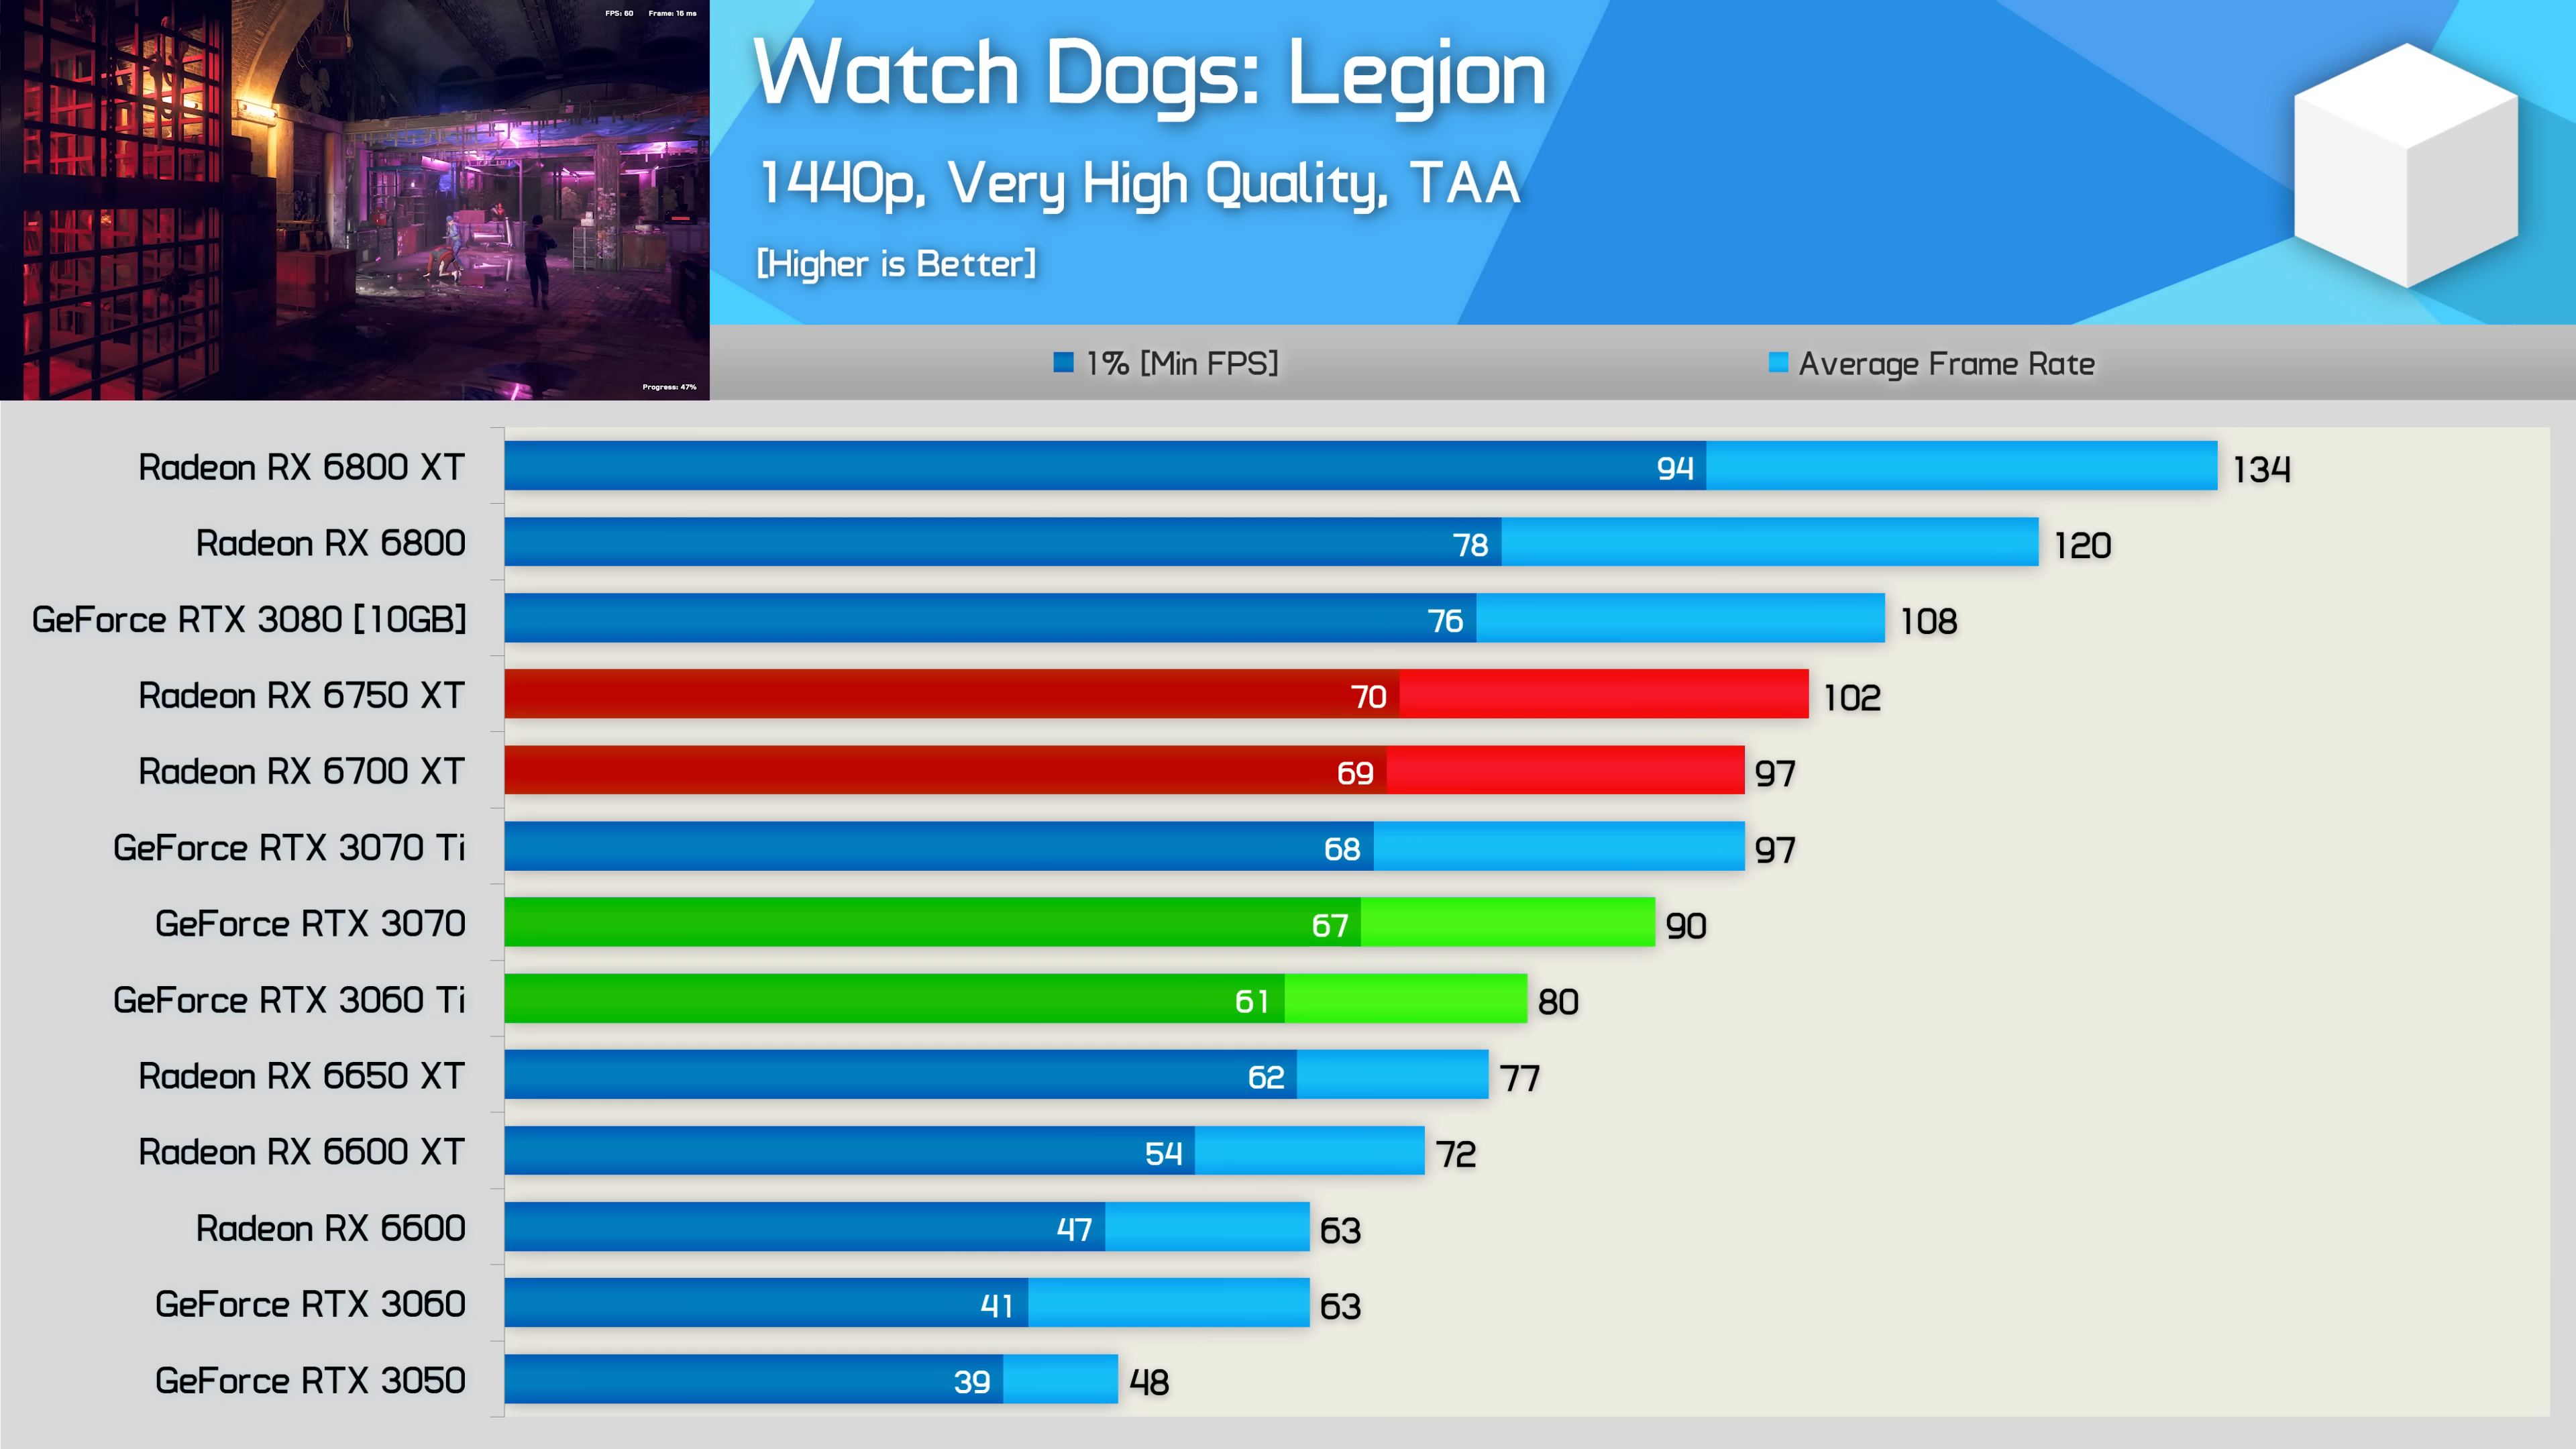 FPS: 60 Frame: 16 ms
Watch Dogs: Legion
1440p, Very High Quality, TAA
[Higher is Better]
1% [Min FPS] Average Frame Rate
Progress: 47%
Radeon RX 6800 XT 94 134
Radeon RX 6800 78 120
GeForce RTX 3080 [10GB] 76 108
Radeon RX 6750 XT 70 102
Radeon RX 6700 XT 69 97
GeForce RTX 3070 Ti 68 97
GeForce RTX 3070 67 90
GeForce RTX 3060 Ti 61 80
Radeon RX 6650 XT 62 77
Radeon RX 6600 XT 54 72
Radeon RX 6600 47 63
GeForce RTX 3060 41 63
GeForce RTX 3050 39 48